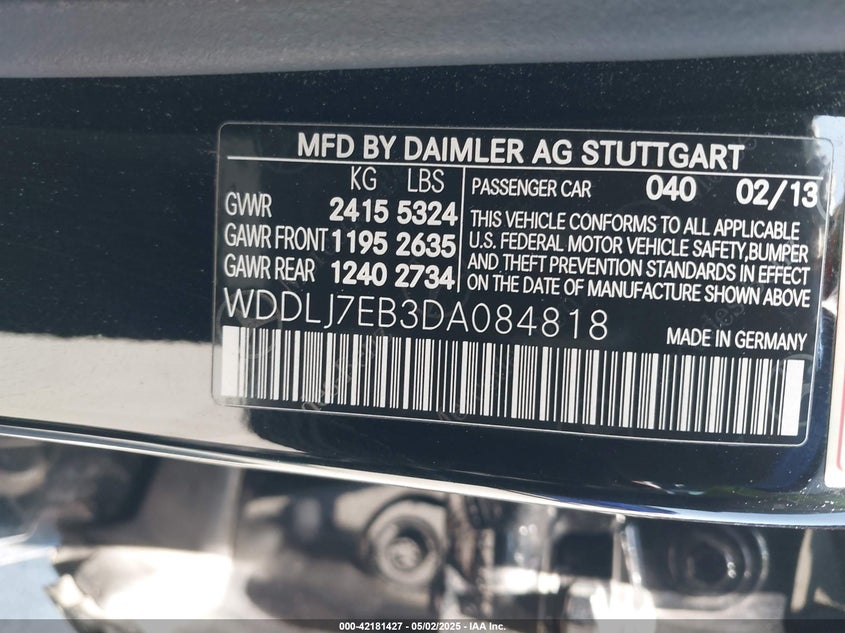 MFD BY DAIMLER AG STUTTGART
KG LBS
GVWR 2415 5324
GAWR FRONT 1195 2635
GAWR REAR 1240 2734
PASSENGER CAR 040 02/13
THIS VEHICLE CONFORMS TO ALL APPLICABLE
U.S. FEDERAL MOTOR VEHICLE SAFETY,BUMPER
AND THEFT PREVENTION STANDARDS IN EFFECT
ON THE DATE OF MANUFACTURE SHOWN ABOVE
WDDLJ7EB3DA084818
MADE IN GERMANY
000-42181427 - 05/02/2025 - IAA Inc.